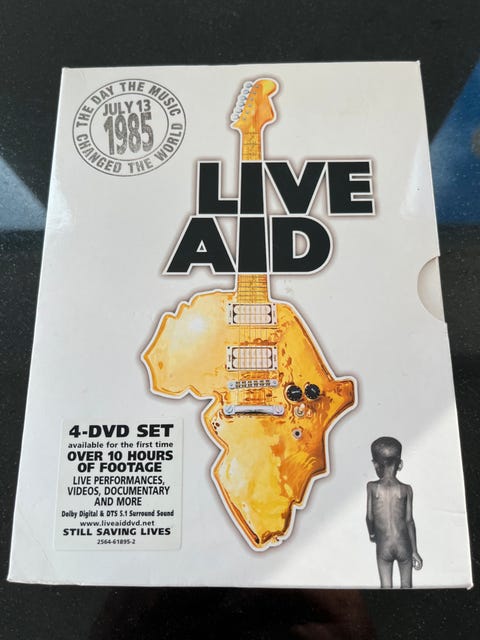 THE DAY THE MUSIC
JULY 13
1985
CHANGED THE WORLD
LIVE
AID
4-DVD SET
available for the first time
OVER 10 HOURS
OF FOOTAGE
LIVE PERFORMANCES,
VIDEOS, DOCUMENTARY
AND MORE
Dolby Digital & DTS 5.1 Surround Sound
www.liveaiddvd.net
STILL SAVING LIVES
2564-61895-2